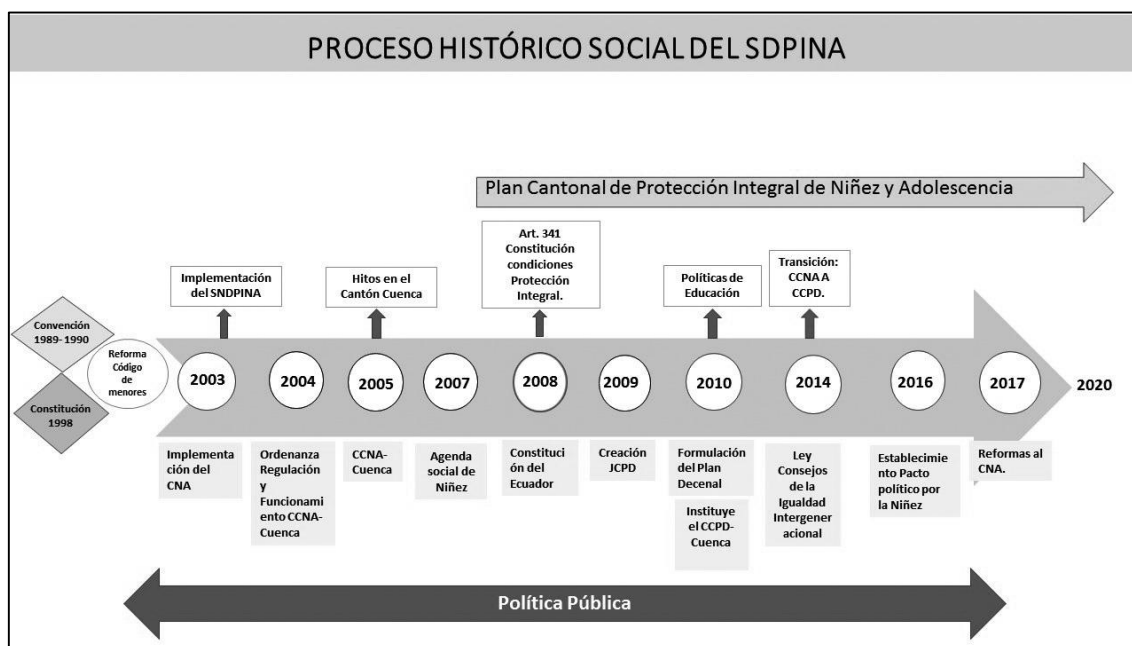 PROCESO HISTÓRICO SOCIAL DEL SDPINA
Plan Cantonal de Protección Integral de Niñez y Adolescencia
Implementación
del SNDPINA
Hitos en el
Cantón Cuenca
Art. 341
Constitución
condiciones
Protección
Integral.
Políticas de
Educación
Transición:
CCNA A
CCPD.
Convención
1989- 1990
Reforma
Código
de
menores
Constitución
1998
2003
2004
2005
2007
2008
2009
2010
2014
2016
2017
2020
Implement
ación del
CNA
Ordenanza
Regulación
y
Funcionami
ento CCNA-
Cuenca
CCNA-
Cuenca
Agenda
social de
Niñez
Constituci
ón del
Ecuador
Creación
JCPD
Formulación
del Plan
Decenal
Instituye
el CCPD-
Cuenca
Ley
Consejos
de la
Igualdad
Intergener
acional
Establecimie
nto Pacto
político por
la Niñez
Reformas al
CNA.
Política Pública